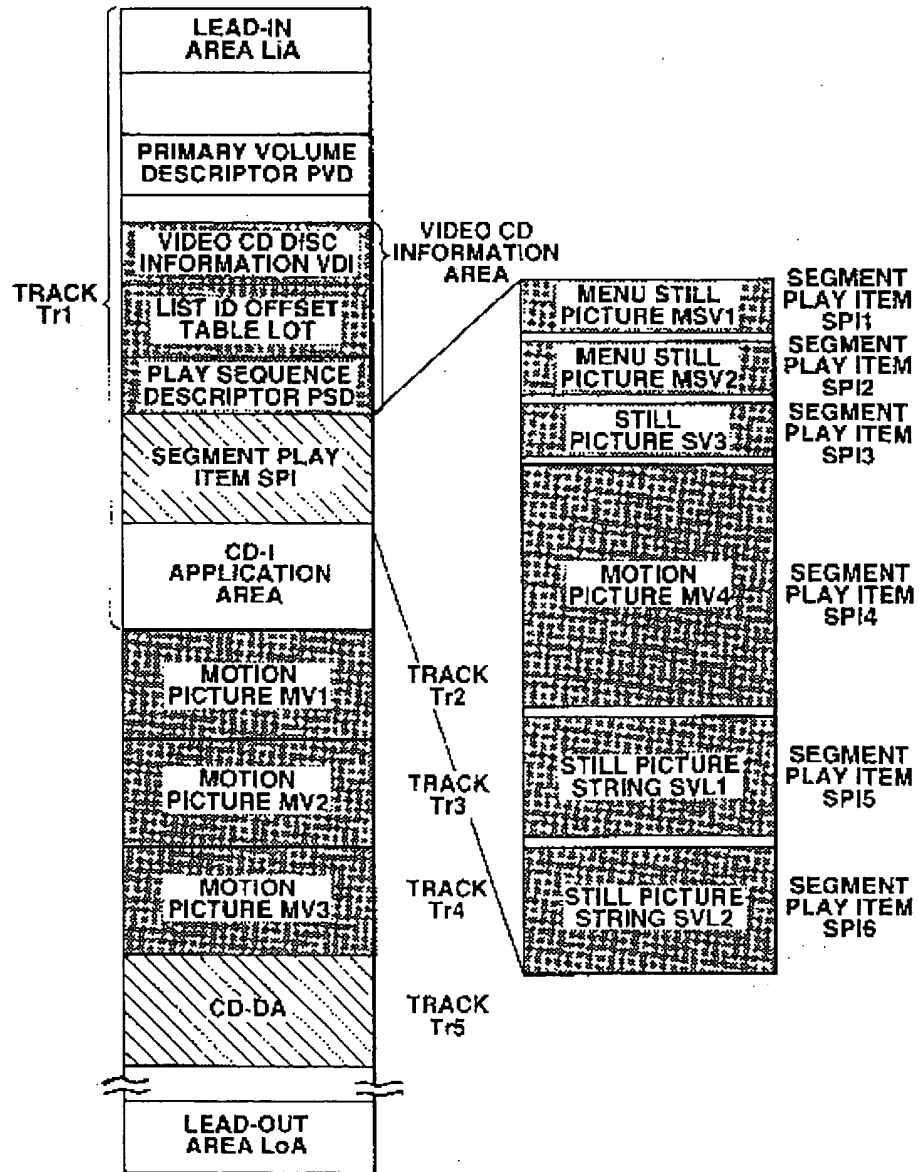 LEAD-IN
AREA LiA
PRIMARY VOLUME
DESCRIPTOR PVD
VIDEO CD DISC
INFORMATION VDI
LIST ID OFFSET
TABLE LOT
PLAY SEQUENCE
DESCRIPTOR PSD
SEGMENT PLAY
ITEM SPI
CD-I
APPLICATION
AREA
MOTION
PICTURE MV1
MOTION
PICTURE MV2
MOTION
PICTURE MV3
CD-DA
LEAD-OUT
AREA LoA
TRACK
Tr1
VIDEO CD
INFORMATION
AREA
TRACK
Tr2
TRACK
Tr3
TRACK
Tr4
TRACK
Tr5
MENU STILL
PICTURE MSV1
MENU STILL
PICTURE MSV2
STILL
PICTURE SV3
MOTION
PICTURE MV4
STILL PICTURE
STRING SVL1
STILL PICTURE
STRING SVL2
SEGMENT
PLAY ITEM
SPI1
SEGMENT
PLAY ITEM
SPI2
SEGMENT
PLAY ITEM
SPI3
SEGMENT
PLAY ITEM
SPI4
SEGMENT
PLAY ITEM
SPI5
SEGMENT
PLAY ITEM
SPI6